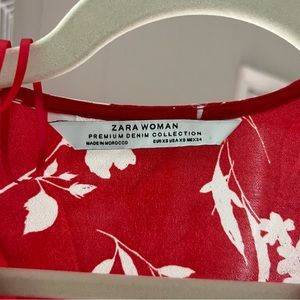 ZARA WOMAN
PREMIUM DENIM COLLECTION
MADE IN MOROCCO EUR XS USA XS MEX 24